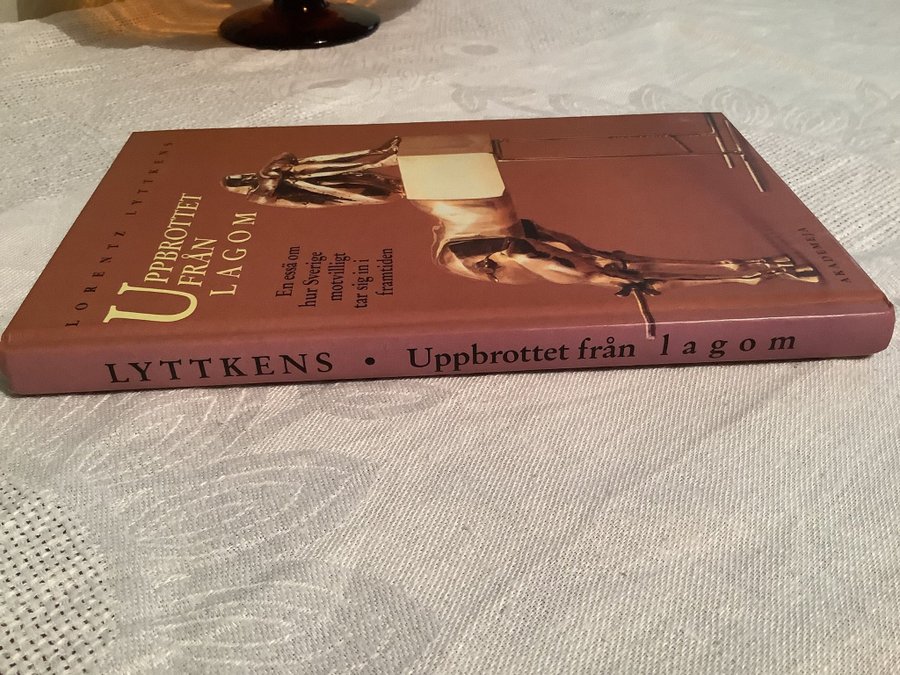 LORENTZ LYTTKENS
UPPBROTTET
FRÅN
LAGOM
En essä om
hur Sverige
motvilligt
tar sig in i
framtiden
AKADEMEJA
LYTTKENS • Uppbrottet från lagom